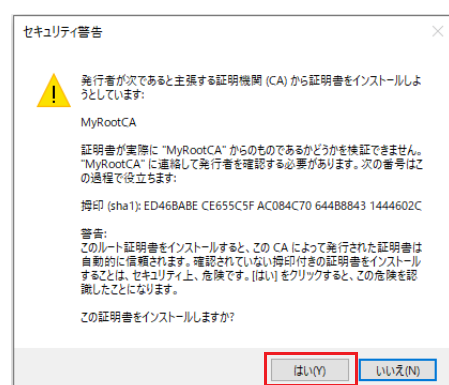 セキュリティ警告
発行者が次であると主張する証明機関 (CA) から証明書をインストールしよ
うとしています:
MyRootCA
証明書が実際に "MyRootCA" からのものであるかどうかを検証できません。
"MyRootCA" に連絡して発行者を確認する必要があります。次の番号はこ
の過程で役立ちます:
拇印 (sha1): ED46BABE CE655C5F AC084C70 644B8843 1444602C
警告:
このルート証明書をインストールすると、この CA によって発行された証明書は
自動的に信頼されます。確認されていない拇印付きの証明書をインストール
することは、セキュリティ上、危険です。[はい] をクリックすると、この危険を認
識したことになります。
この証明書をインストールしますか?
はい(Y)
いいえ(N)